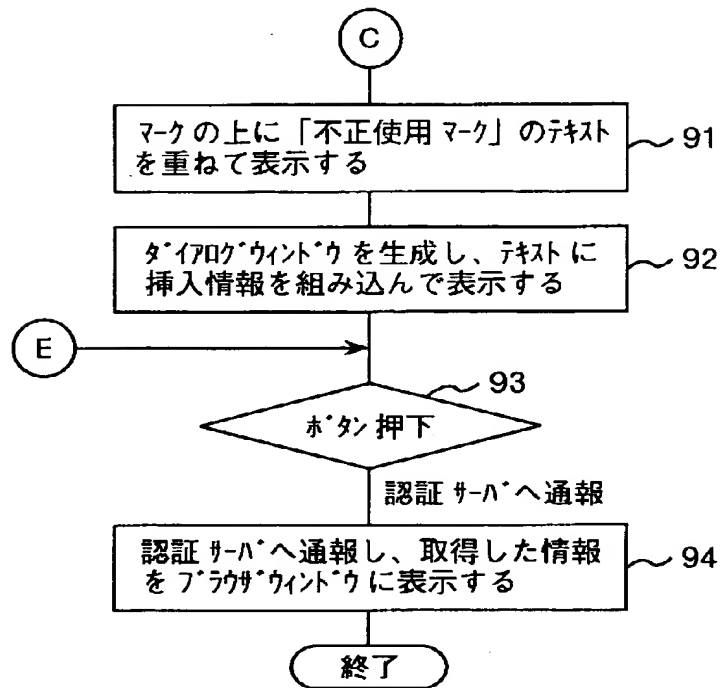 C
マークの上に「不正使用マーク」のテキスト
を重ねて表示する
91
ダイアログウィンドウを生成し、テキストに
挿入情報を組み込んで表示する
92
E
93
ボタン押下
認証サーバへ通報
認証サーバへ通報し、取得した情報
をブラウザウィンドウに表示する
94
終了